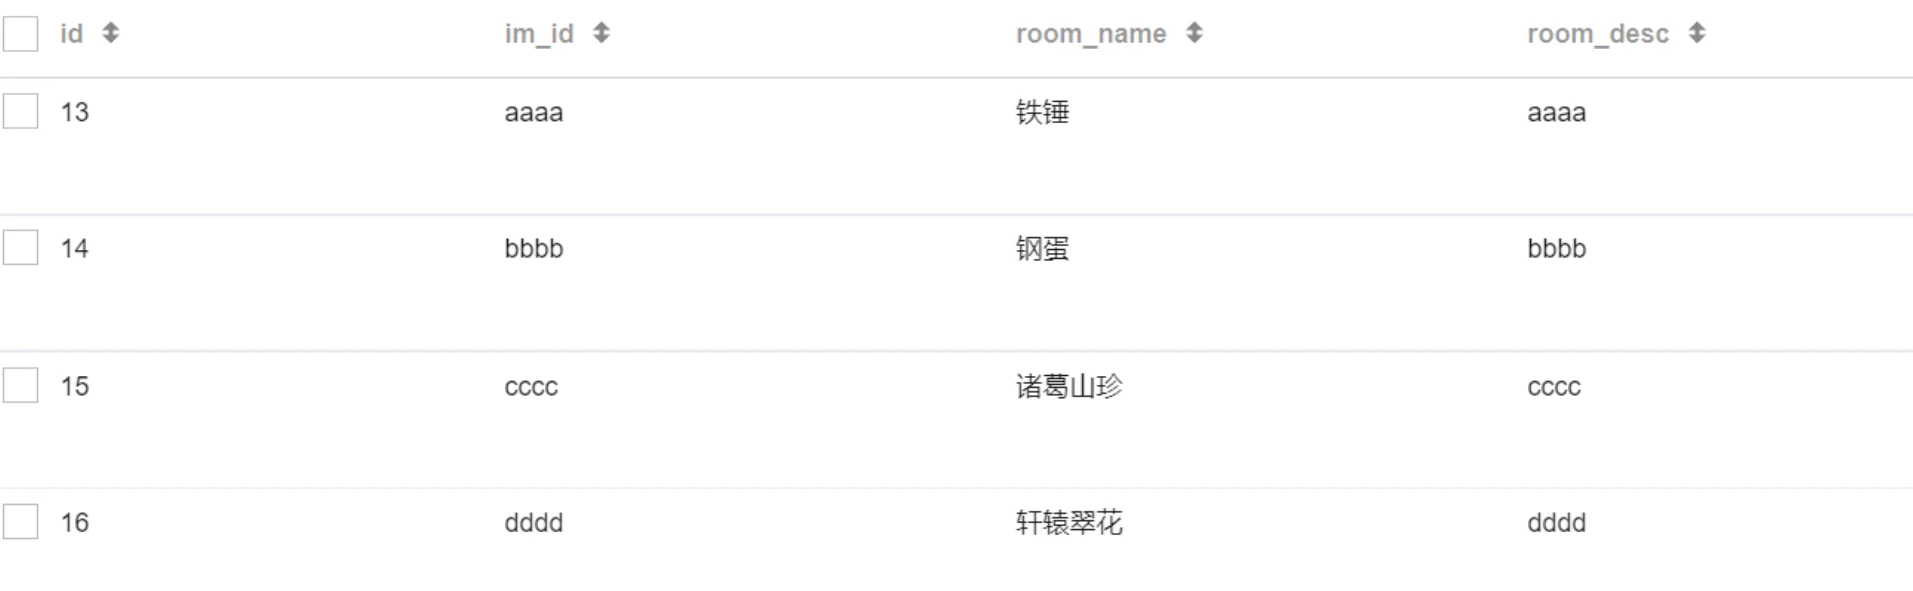 id im_id room_name room_desc
13 aaaa 铁锤 aaaa
14 bbbb 钢蛋 bbbb
15 cccc 诸葛山珍 cccc
16 dddd 轩辕翠花 dddd